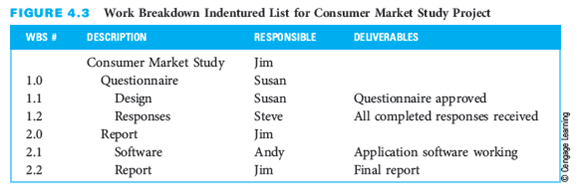 FIGURE 4.3 Work Breakdown Indentured List for Consumer Market Study Project
WBS # DESCRIPTION RESPONSIBLE DELIVERABLES
Consumer Market Study Jim
1.0 Questionnaire Susan
1.1 Design Susan Questionnaire approved
1.2 Responses Steve All completed responses received
2.0 Report Jim
2.1 Software Andy Application software working
2.2 Report Jim Final report
© Cengage Learning